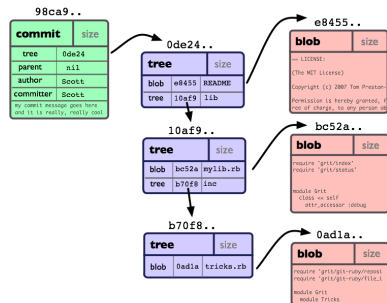 98ca9..
commit size
tree 0de24
parent nil
author Scott
committer Scott
my commit message goes here
and it is really, really cool
0de24..
tree size
blob e8455 README
tree 10af9 lib
e8455..
blob size
== LICENSE:
(The MIT License)
Copyright (c) 2007 Tom Preston-
Permission is hereby granted, f
ree of charge, to any person ob
10af9..
tree size
blob bc52a mylib.rb
tree b70f8 inc
bc52a..
blob size
require 'grit/index'
require 'grit/status'
module Grit
class << self
attr_accessor :debug
b70f8..
tree size
blob 0ad1a tricks.rb
0ad1a..
blob size
require 'grit/git-ruby/reposi
require 'grit/git-ruby/file_i
module Grit
module Tricks